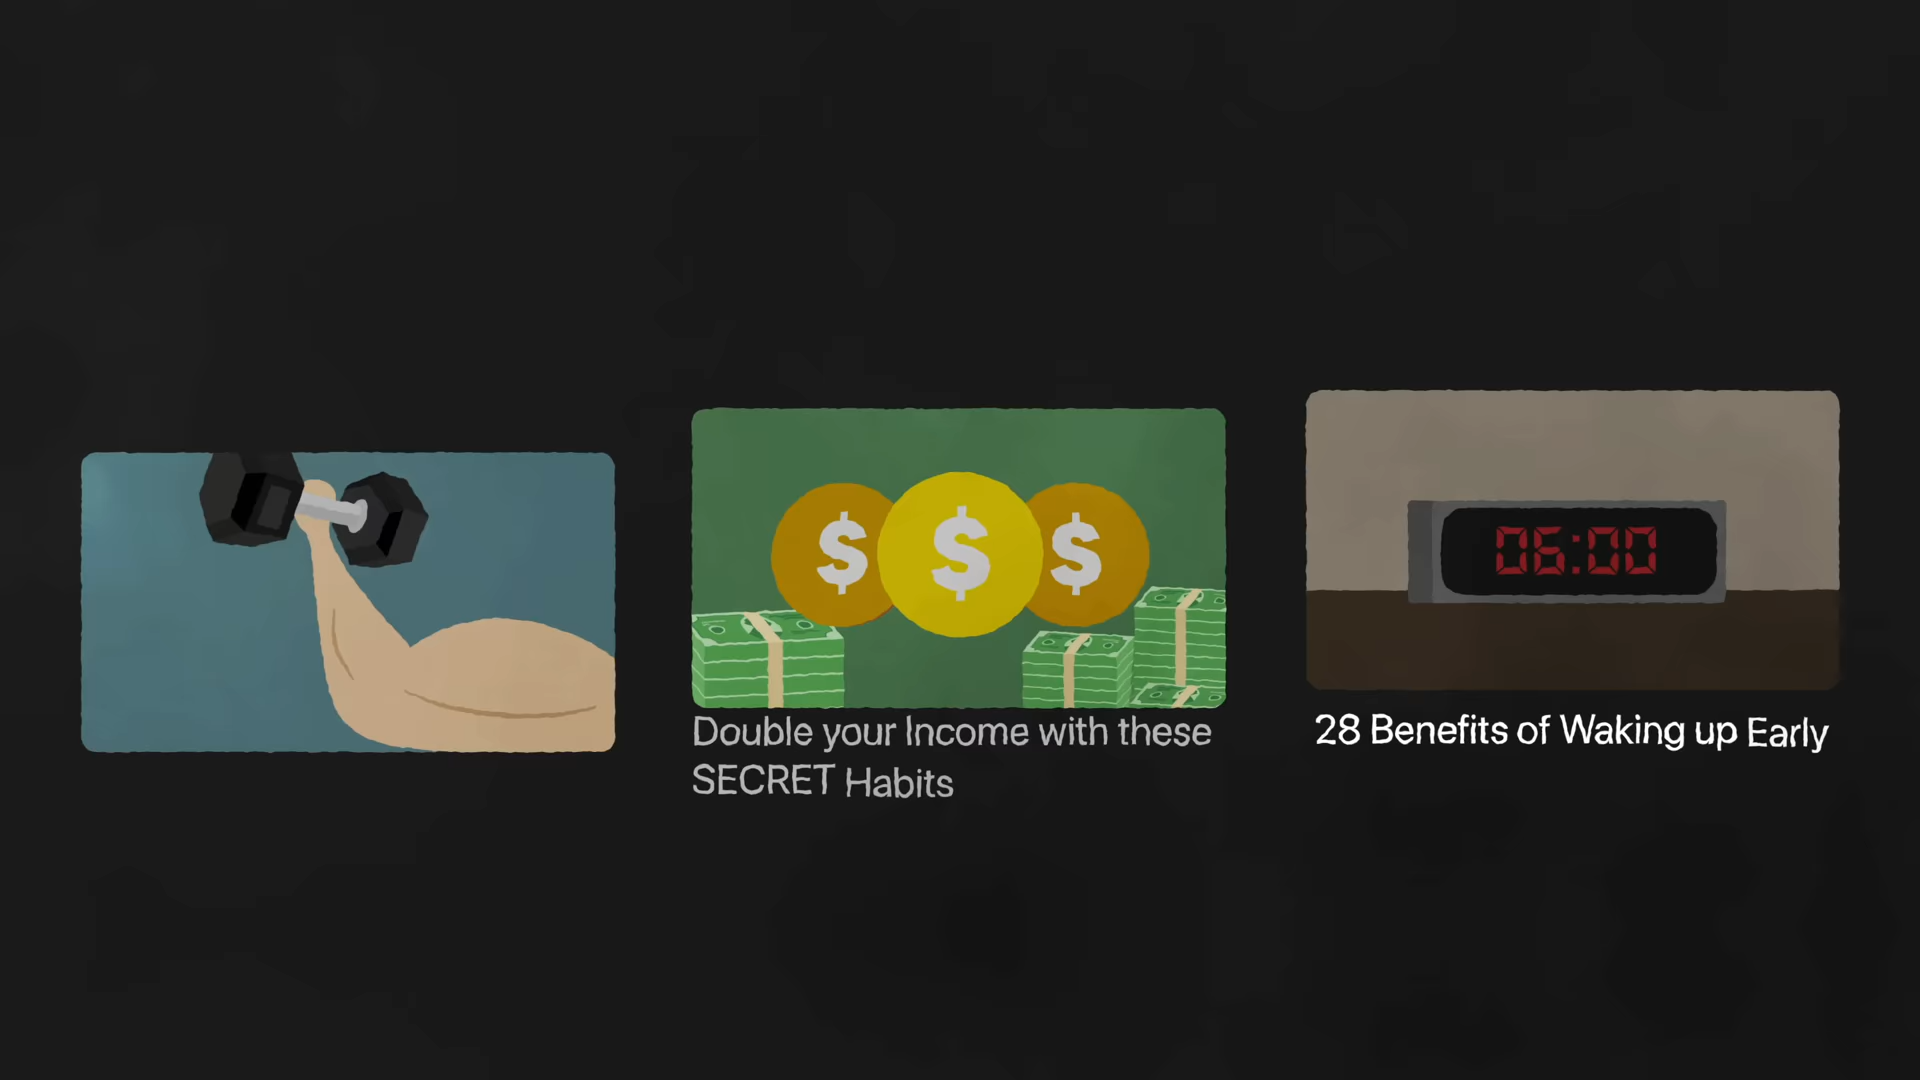 $ $ $
Double your Income with these
SECRET Habits
06:00
28 Benefits of Waking up Early